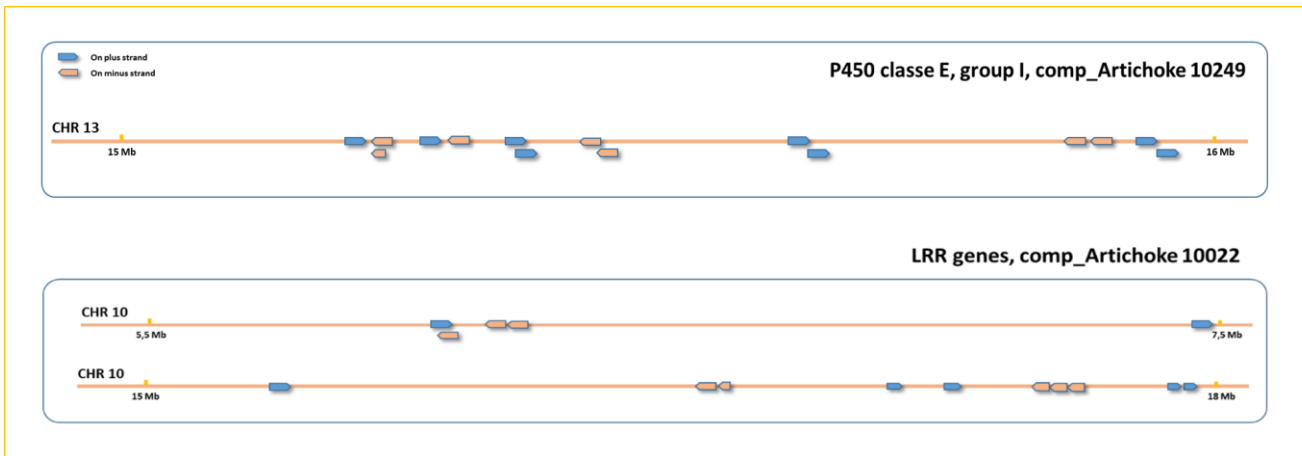 On plus strand
On minus strand
P450 classe E, group I, comp_Artichoke 10249
CHR 13
15 Mb
16 Mb
LRR genes, comp_Artichoke 10022
CHR 10
5,5 Mb
7,5 Mb
CHR 10
15 Mb
18 Mb